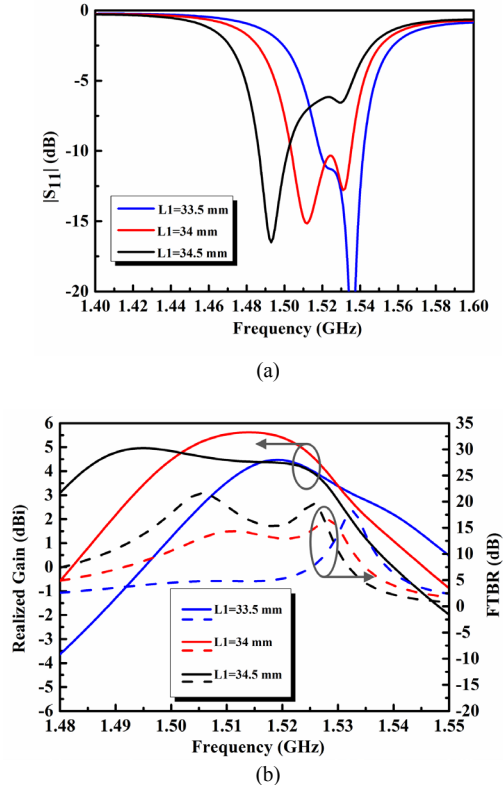 0
-5
-10
-15
-20
|S11| (dB)
L1=33.5 mm
L1=34 mm
L1=34.5 mm
1.40 1.42 1.44 1.46 1.48 1.50 1.52 1.54 1.56 1.58 1.60
Frequency (GHz)
(a)
6 35
5 30
4 25
3 20
2 15
1 10
0 5
-1 0
-2 -5
3 -10
4 -15
5 -20
6
Realized Gain (dBi)
FTBR (dB)
L1=33.5 mm
L1=34 mm
L1=34.5 mm
1.48 1.49 1.50 1.51 1.52 1.53 1.54 1.55
Frequency (GHz)
(b)